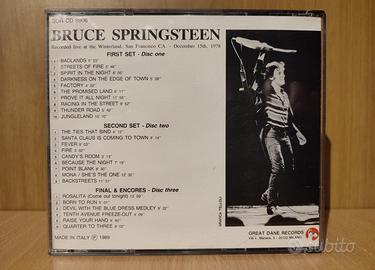 BRUCE SPRINGSTEEN
Recorded live at the Winterland, San Francisco CA - December 15th, 1978
FIRST SET - Disc one
BADLANDS
STREETS OF FIRE
SPIRIT IN THE NIGHT
DARKNESS ON THE EDGE OF TOWN
FACTORY
THE PROMISED LAND
PROVE IT ALL NIGHT
RACING IN THE STREET
THUNDER ROAD
JUNGLELAND
SECOND SET - Disc two
THE TIES THAT BIND
SANTA CLAUS IS COMING TO TOWN
FEVER
FIRE
CANDY'S ROOM
BECAUSE THE NIGHT
POINT BLANK
MONA / SHE'S THE ONE
BACKSTREETS
FINAL & ENCORES - Disc three
ROSALITA (Come out tonight)
BORN TO RUN
DEVIL WITH THE BLUE DRESS MEDLEY
TENTH AVENUE FREEZE-OUT
RAISE YOUR HAND
QUARTER TO THREE
MADE IN ITALY ℗ 1989
GREAT DANE RECORDS
MILANO
subito